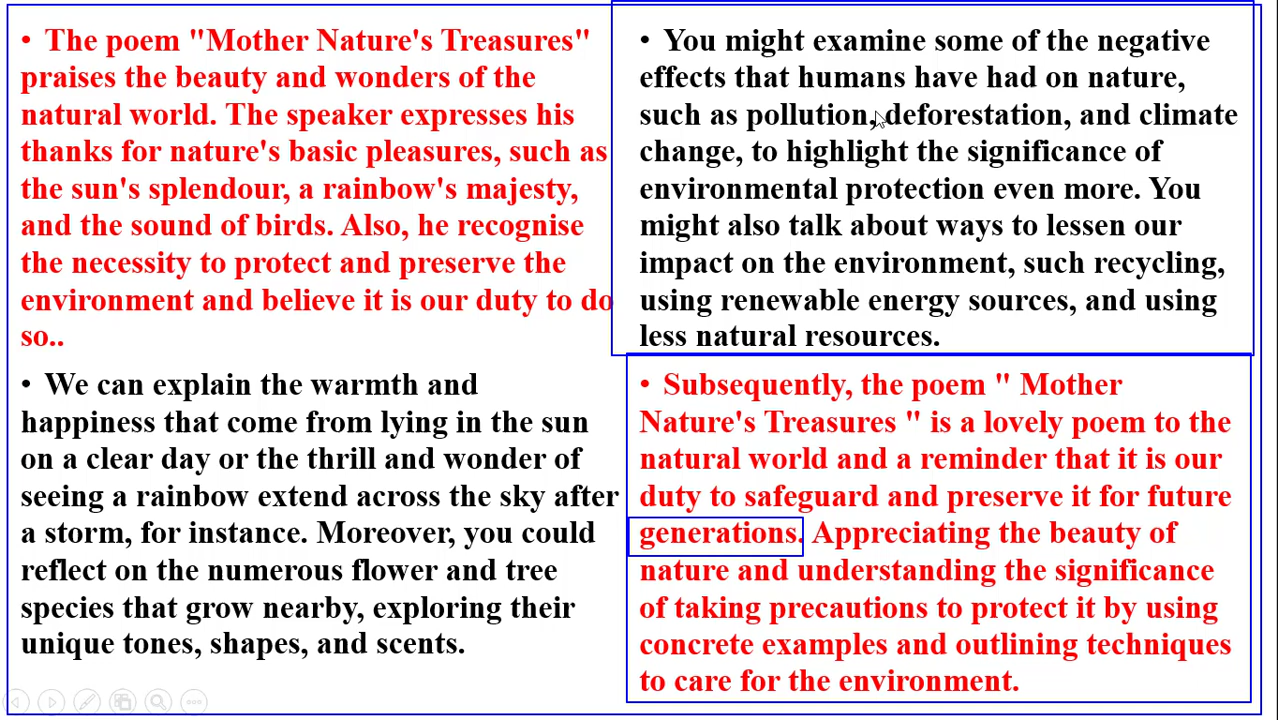 • The poem "Mother Nature's Treasures"
praises the beauty and wonders of the
natural world. The speaker expresses his
thanks for nature's basic pleasures, such as
the sun's splendour, a rainbow's majesty,
and the sound of birds. Also, he recognise
the necessity to protect and preserve the
environment and believe it is our duty to do
so..
• We can explain the warmth and
happiness that come from lying in the sun
on a clear day or the thrill and wonder of
seeing a rainbow extend across the sky after
a storm, for instance. Moreover, you could
reflect on the numerous flower and tree
species that grow nearby, exploring their
unique tones, shapes, and scents.
• You might examine some of the negative
effects that humans have had on nature,
such as pollution, deforestation, and climate
change, to highlight the significance of
environmental protection even more. You
might also talk about ways to lessen our
impact on the environment, such recycling,
using renewable energy sources, and using
less natural resources.
• Subsequently, the poem " Mother
Nature's Treasures " is a lovely poem to the
natural world and a reminder that it is our
duty to safeguard and preserve it for future
generations. Appreciating the beauty of
nature and understanding the significance
of taking precautions to protect it by using
concrete examples and outlining techniques
to care for the environment.